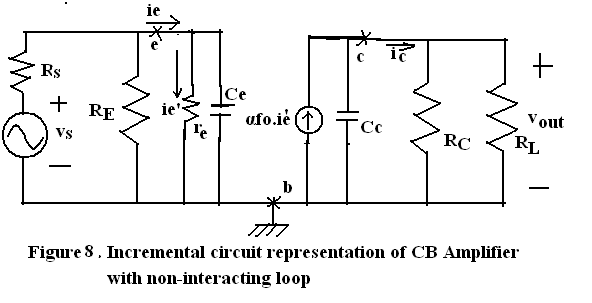 ie
e
c
ic
Rs
+
vs
RE
ie'
re
Ce
αfo.ie'
Cc
RC
RL
+
vout
b
Figure 8 . Incremental circuit representation of CB Amplifier
with non-interacting loop